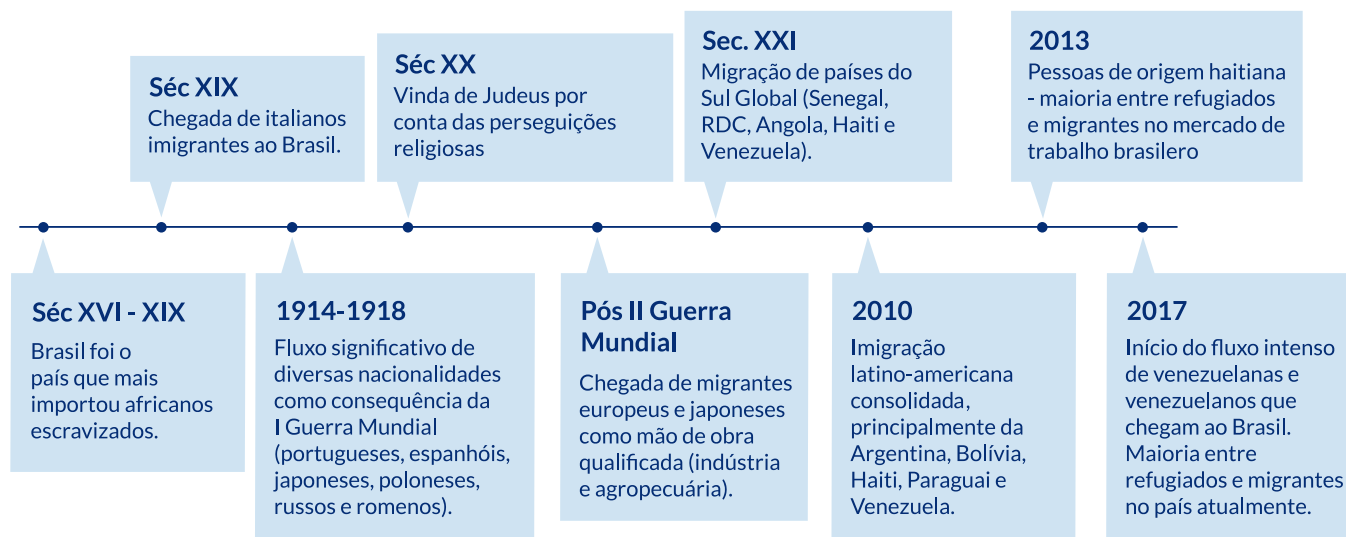 Séc XVI - XIX
Brasil foi o
país que mais
importou africanos
escravizados.
Séc XIX
Chegada de italianos
imigrantes ao Brasil.
1914-1918
Fluxo significativo de
diversas nacionalidades
como consequência da
I Guerra Mundial
(portugueses, espanhóis,
japoneses, poloneses,
russos e romenos).
Séc XX
Vinda de Judeus por
conta das perseguições
religiosas
Pós II Guerra
Mundial
Chegada de migrantes
europeus e japoneses
como mão de obra
qualificada (indústria
e agropecuária).
Sec. XXI
Migração de países do
Sul Global (Senegal,
RDC, Angola, Haiti e
Venezuela).
2010
Imigração
latino-americana
consolidada,
principalmente da
Argentina, Bolívia,
Haiti, Paraguai e
Venezuela.
2013
Pessoas de origem haitiana
- maioria entre refugiados
e migrantes no mercado de
trabalho brasilero
2017
Início do fluxo intenso
de venezuelanas e
venezuelanos que
chegam ao Brasil.
Maioria entre
refugiados e migrantes
no país atualmente.